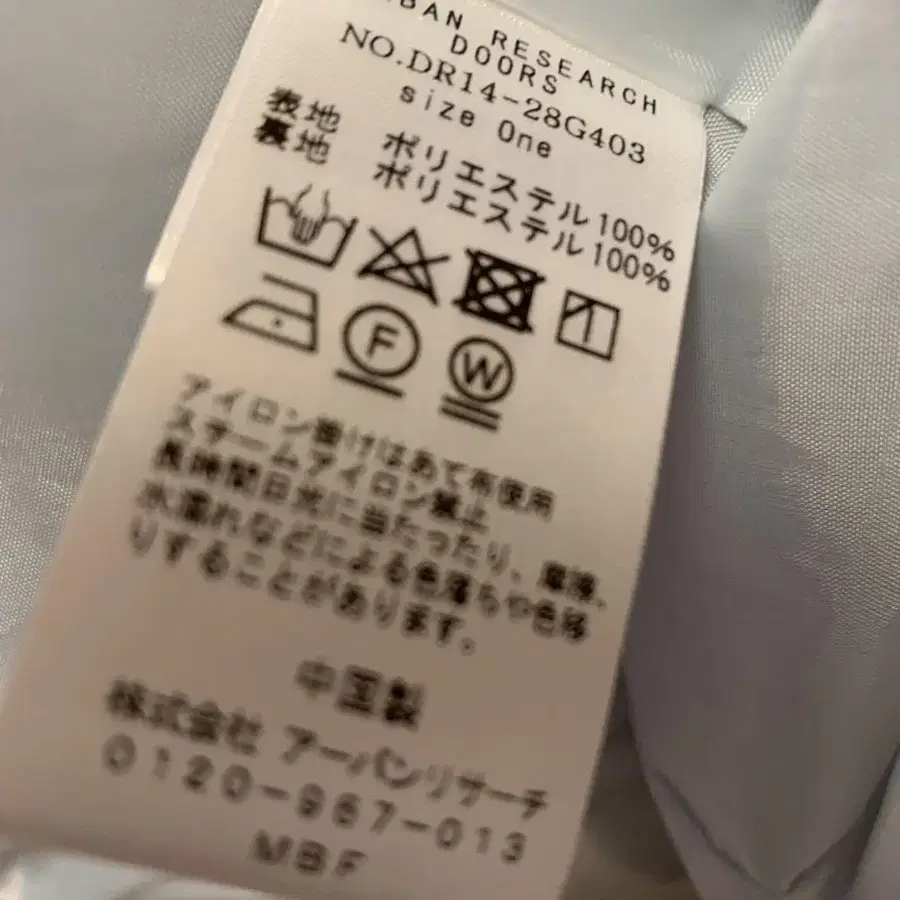 BAN RESEARCH
DOORS
NO.DR14-28G403
size One
表地 ポリエステル100%
裏地 ポリエステル100%
F W
アイロン掛けはあて布使用
スチームアイロン禁止
長時間日光に当たったり、摩擦、
水濡れなどによる色落ちや色移
りすることがあります。
中国製
株式会社 アーバンリサーチ
0120-967-013
MBF